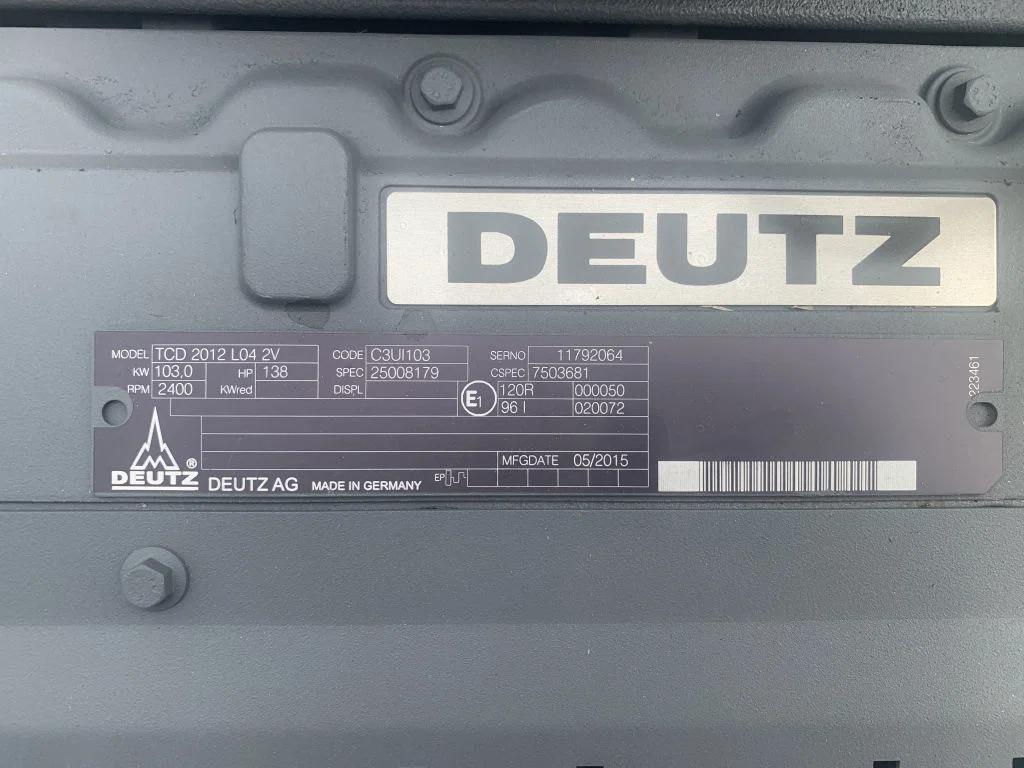 DEUTZ
MODEL TCD 2012 L04 2V CODE C3UI103 SERNO 11792064
KW 103,0 HP 138 SPEC 25008179 CSPEC 7503681
RPM 2400 KWred DISPL E1 120R 000050
96 I 020072
MFGDATE 05/2015
DEUTZ ® DEUTZ AG MADE IN GERMANY EP
223461